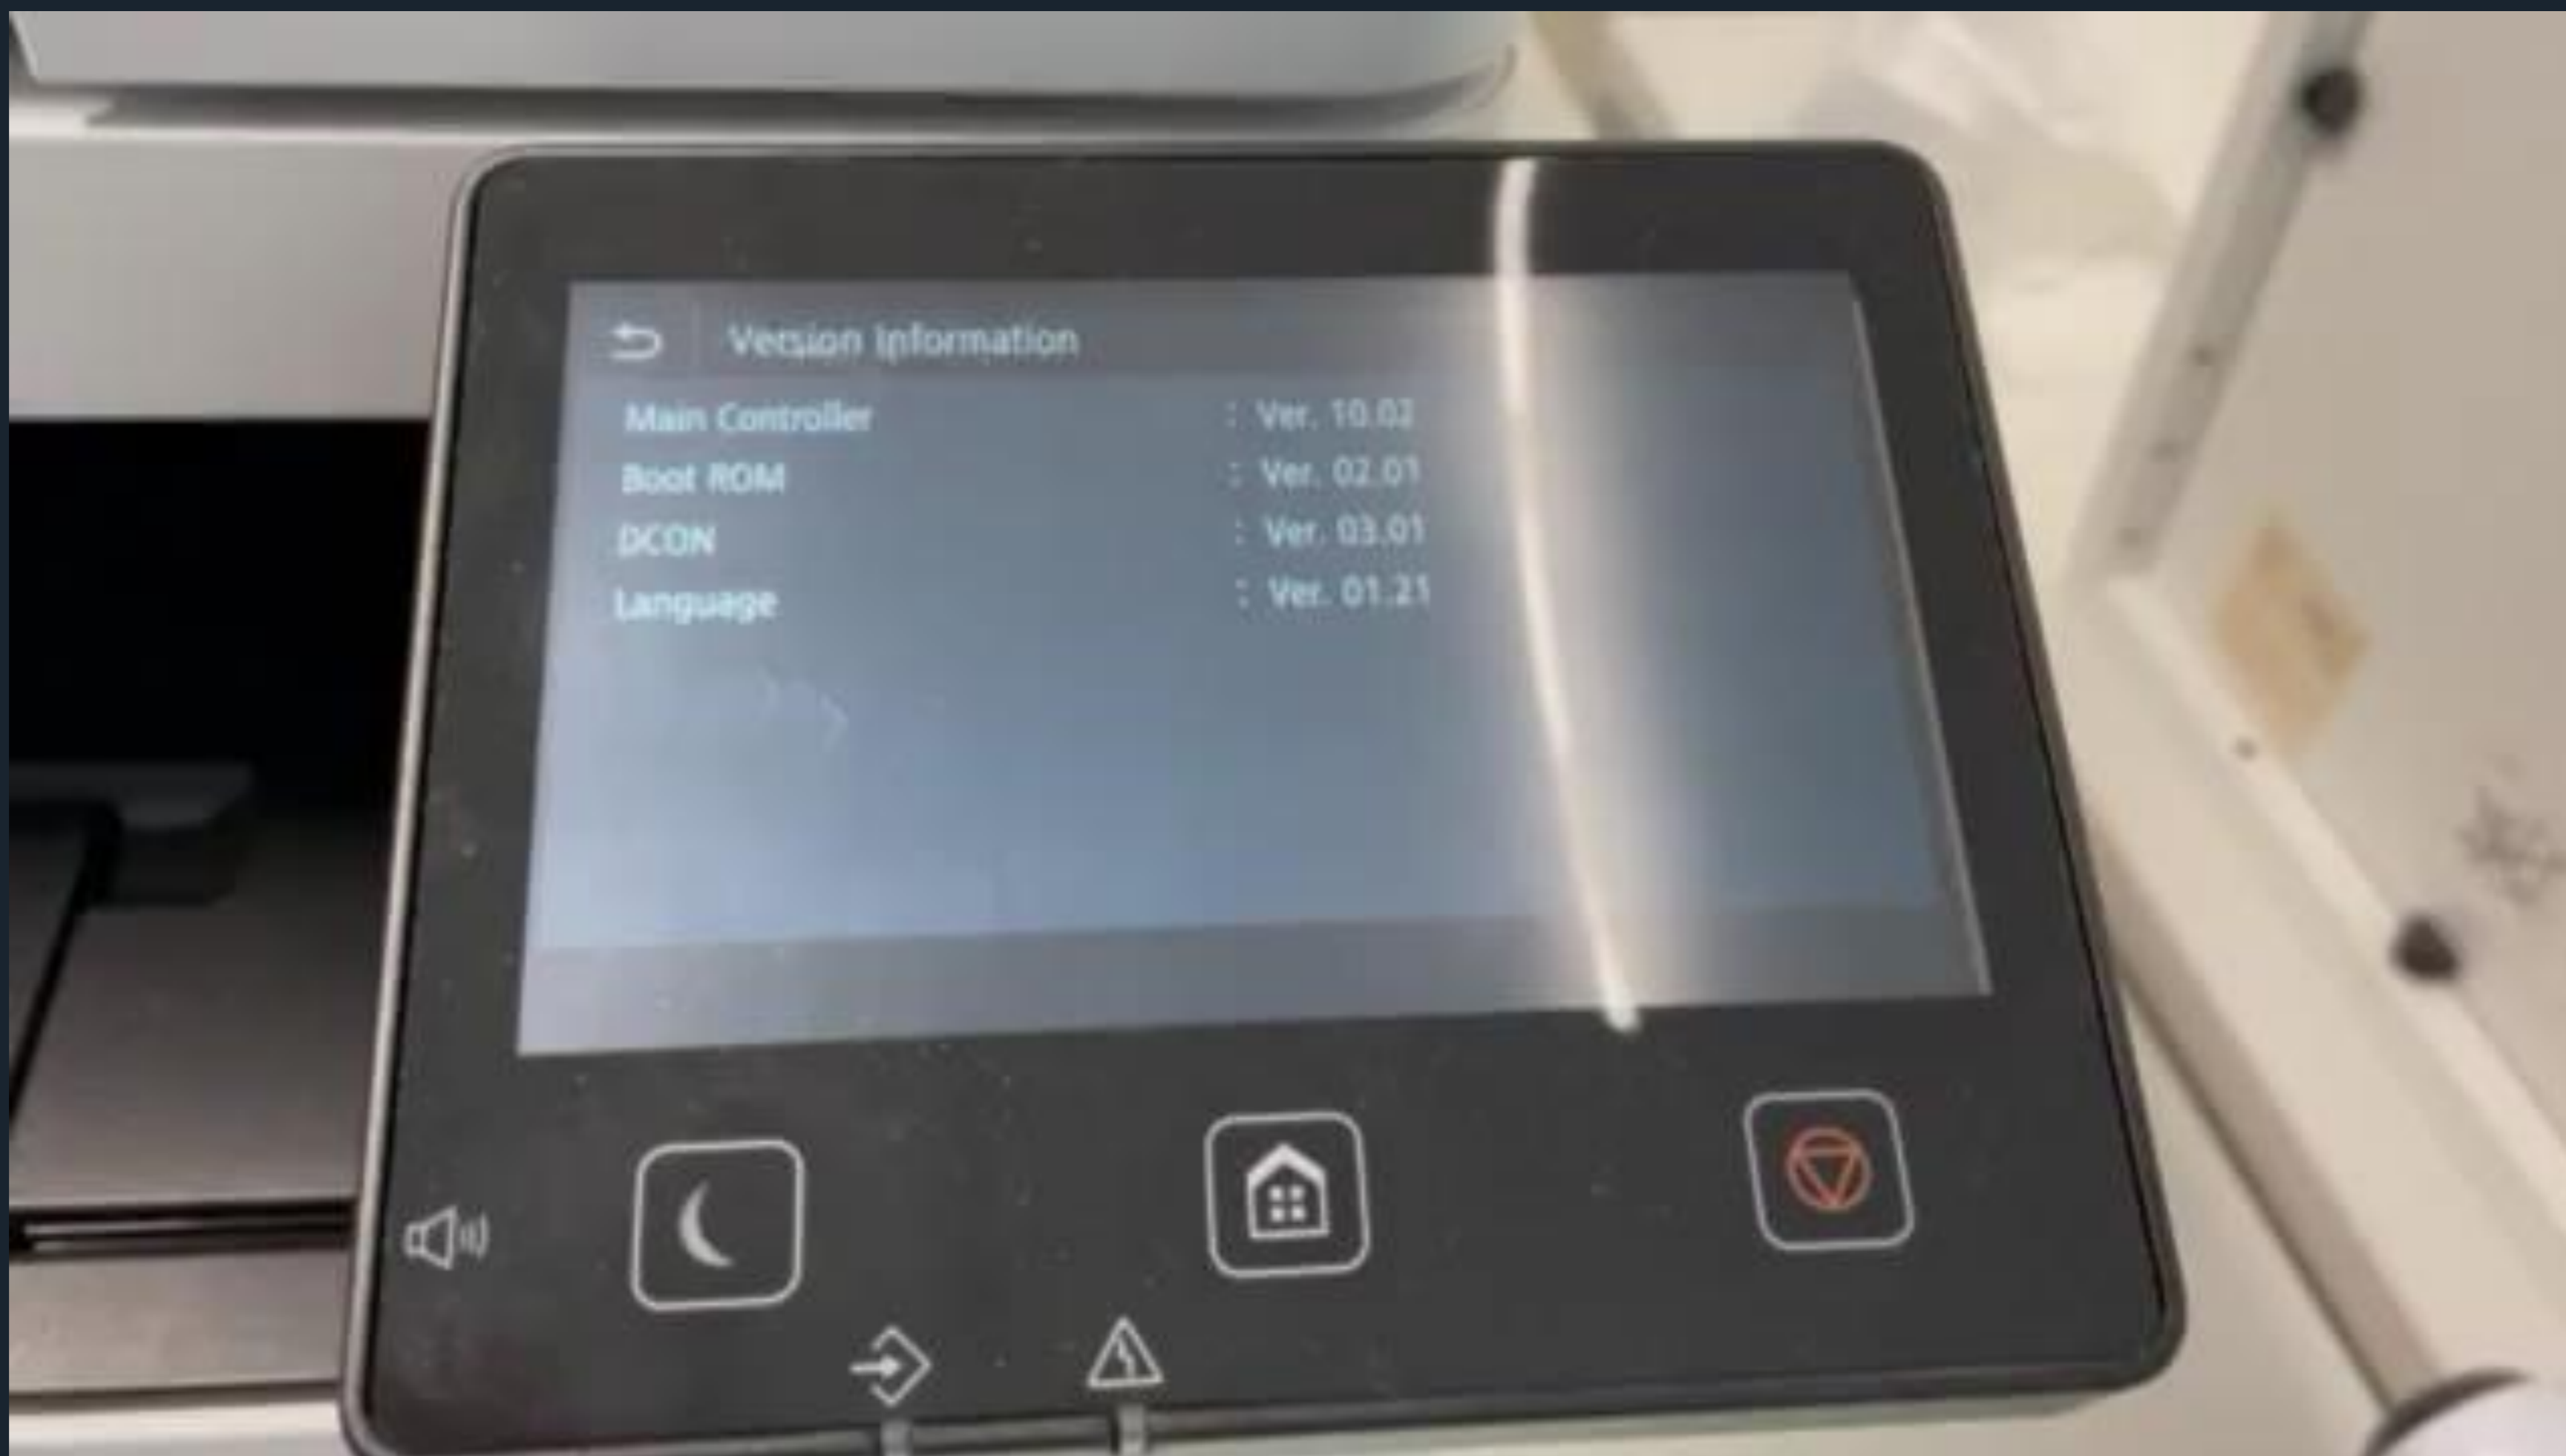 Version Information
Main Controller : Ver. 10.02
Boot ROM : Ver. 02.01
DCON : Ver. 03.01
Language : Ver. 01.21